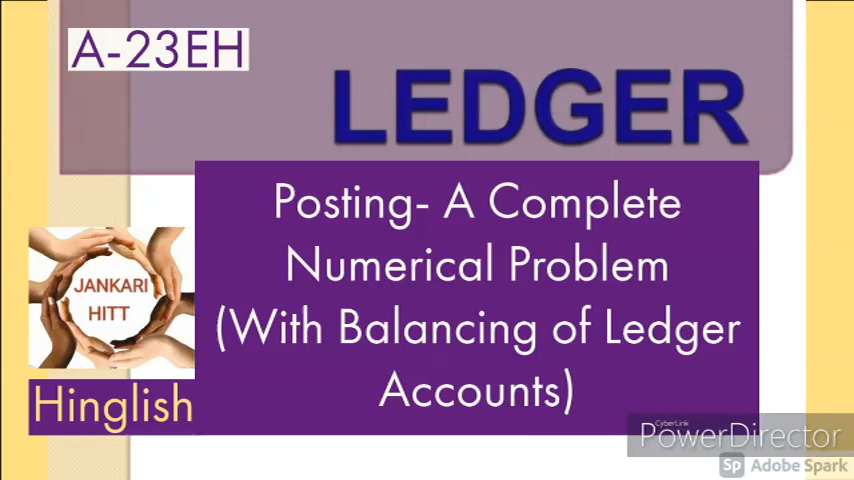 A-23EH
LEDGER
Posting- A Complete
Numerical Problem
(With Balancing of Ledger
Accounts)
JANKARI
HITT
Hinglish
CyberLink
PowerDirector
Sp Adobe Spark